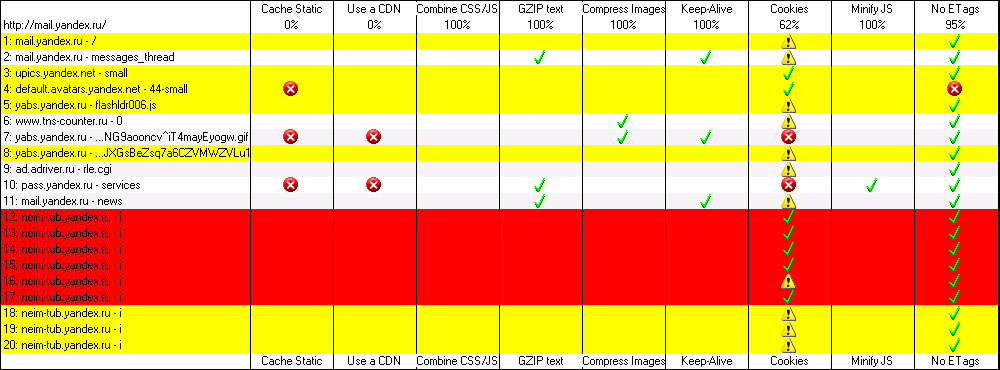 Cache Static Use a CDN Combine CSS/JS GZIP text Compress Images Keep-Alive Cookies Minify JS No ETags
http://mail.yandex.ru/ 0% 0% 100% 100% 100% 100% 62% 100% 95%
1: mail.yandex.ru - /
2: mail.yandex.ru - messages_thread
3: upics.yandex.net - small
4: default.avatars.yandex.net - 44-small
5: yabs.yandex.ru - flashldr006.js
6: www.tns-counter.ru - 0
7: yabs.yandex.ru - ...NG9aooncv^iT4mayEyogw.gif
8: yabs.yandex.ru - ...JXGsBeZsq7a6CZVMWZVLu1
9: ad.adriver.ru - rle.cgi
10: pass.yandex.ru - services
11: mail.yandex.ru - news
12: neim-tub.yandex.ru - i
13: neim-tub.yandex.ru - i
14: neim-tub.yandex.ru - i
15: neim-tub.yandex.ru - i
16: neim-tub.yandex.ru - i
17: neim-tub.yandex.ru - i
18: neim-tub.yandex.ru - i
19: neim-tub.yandex.ru - i
20: neim-tub.yandex.ru - i
Cache Static Use a CDN Combine CSS/JS GZIP text Compress Images Keep-Alive Cookies Minify JS No ETags